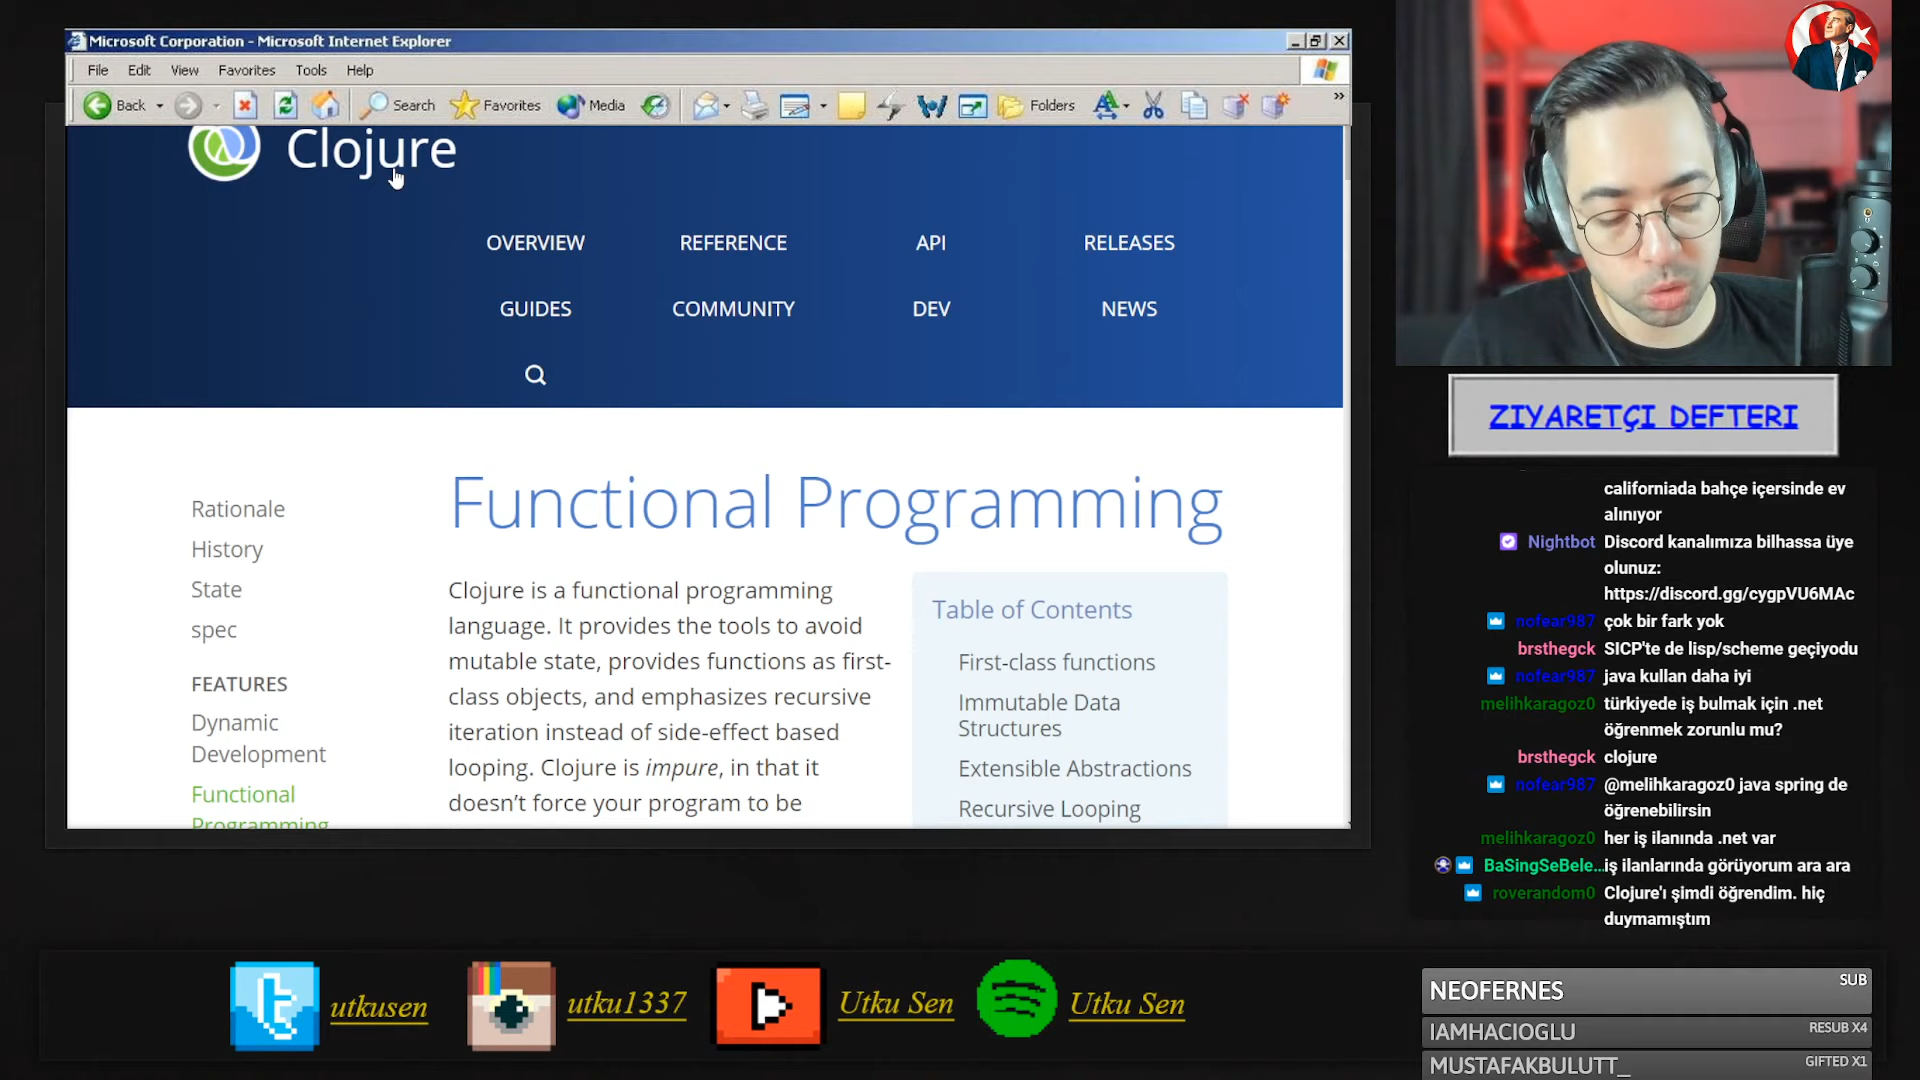 Microsoft Corporation - Microsoft Internet Explorer
File Edit View Favorites Tools Help
Back Search Favorites Media Folders »
Clojure
OVERVIEW REFERENCE API RELEASES
GUIDES COMMUNITY DEV NEWS
Rationale
History
State
spec
FEATURES
Dynamic
Development
Functional
Programming
Functional Programming
Clojure is a functional programming
language. It provides the tools to avoid
mutable state, provides functions as first-
class objects, and emphasizes recursive
iteration instead of side-effect based
looping. Clojure is impure, in that it
doesn’t force your program to be
Table of Contents
First-class functions
Immutable Data
Structures
Extensible Abstractions
Recursive Looping
ZIYARETÇI DEFTERI
californiada bahçe içersinde ev
alınıyor
Nightbot Discord kanalımıza bilhassa üye
olunuz:
https://discord.gg/cygpVU6MAc
nofear987 çok bir fark yok
brsthegck SICP'te de lisp/scheme geçiyodu
nofear987 java kullan daha iyi
melihkaragoz0 türkiyede iş bulmak için .net
öğrenmek zorunlu mu?
brsthegck clojure
nofear987 @melihkaragoz0 java spring de
öğrenebilirsin
melihkaragoz0 her iş ilanında .net var
BaSingSeBele... iş ilanlarında görüyorum ara ara
roverandom0 Clojure'ı şimdi öğrendim. hiç
duymamıştım
utkusen utku1337 Utku Sen Utku Sen
NEOFERNES SUB
IAMHACIOGLU RESUB X4
MUSTAFAKBULUTT_ GIFTED X1